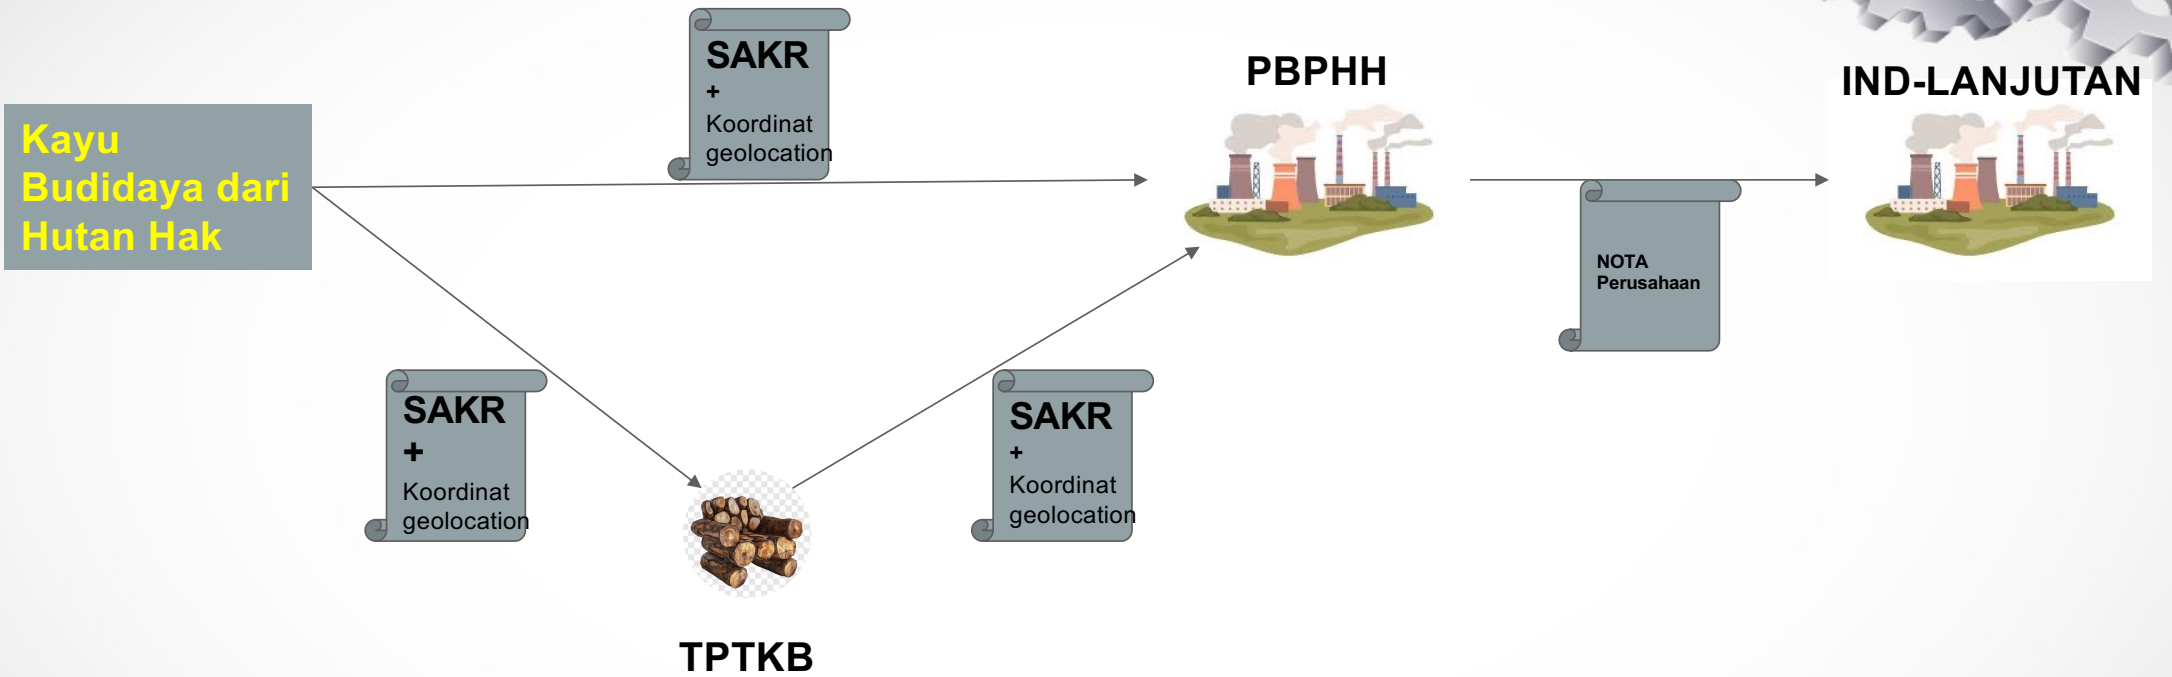 Kayu
Budidaya dari
Hutan Hak
SAKR
+
Koordinat
geolocation
PBPHH
IND-LANJUTAN
NOTA
Perusahaan
SAKR
+
Koordinat
geolocation
SAKR
+
Koordinat
geolocation
TPTKB